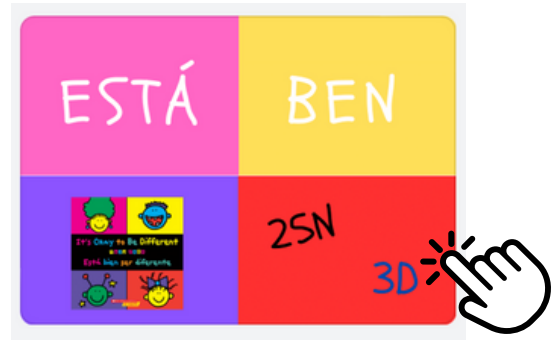 ESTÁ BEN
It's Okay to Be Different
Está bien ser diferente
25N
3D